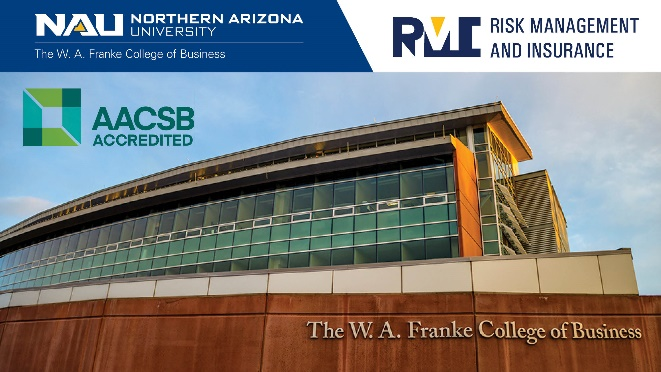 NAU NORTHERN ARIZONA
UNIVERSITY
The W. A. Franke College of Business
RMI RISK MANAGEMENT
AND INSURANCE
AACSB
ACCREDITED
The W. A. Franke College of Business